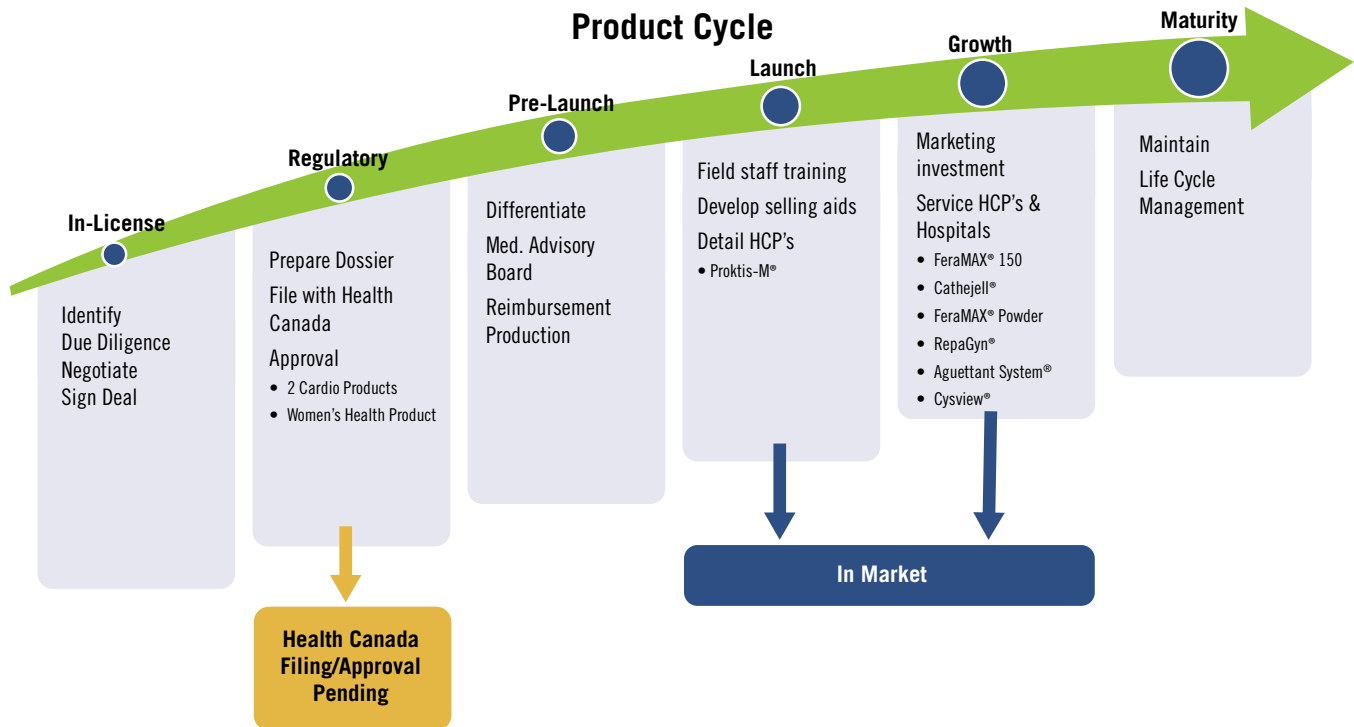 Product Cycle
In-License
Identify
Due Diligence
Negotiate
Sign Deal
Regulatory
Prepare Dossier
File with Health
Canada
Approval
• 2 Cardio Products
• Women's Health Product
Health Canada
Filing/Approval
Pending
Pre-Launch
Differentiate
Med. Advisory
Board
Reimbursement
Production
Launch
Field staff training
Develop selling aids
Detail HCP's
• Proktis-M®
Growth
Marketing
investment
Service HCP's &
Hospitals
• FeraMAX® 150
• Cathejell®
• FeraMAX® Powder
• RepaGyn®
• Aguettant System®
• Cysview®
In Market
Maturity
Maintain
Life Cycle
Management